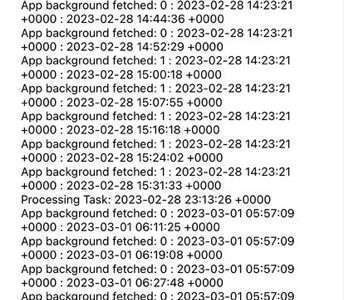 App background fetched: 0 : 2023-02-28 14:23:21
+0000 : 2023-02-28 14:44:36 +0000
App background fetched: 0 : 2023-02-28 14:23:21
+0000 : 2023-02-28 14:52:29 +0000
App background fetched: 1 : 2023-02-28 14:23:21
+0000 : 2023-02-28 15:00:18 +0000
App background fetched: 1 : 2023-02-28 14:23:21
+0000 : 2023-02-28 15:07:55 +0000
App background fetched: 1 : 2023-02-28 14:23:21
+0000 : 2023-02-28 15:16:18 +0000
App background fetched: 1 : 2023-02-28 14:23:21
+0000 : 2023-02-28 15:24:02 +0000
App background fetched: 1 : 2023-02-28 14:23:21
+0000 : 2023-02-28 15:31:33 +0000
Processing Task: 2023-02-28 23:13:26 +0000
App background fetched: 0 : 2023-03-01 05:57:09
+0000 : 2023-03-01 06:11:25 +0000
App background fetched: 0 : 2023-03-01 05:57:09
+0000 : 2023-03-01 06:19:08 +0000
App background fetched: 0 : 2023-03-01 05:57:09
+0000 : 2023-03-01 06:27:48 +0000
App background fetched: 0 : 2023-03-01 05:57:09